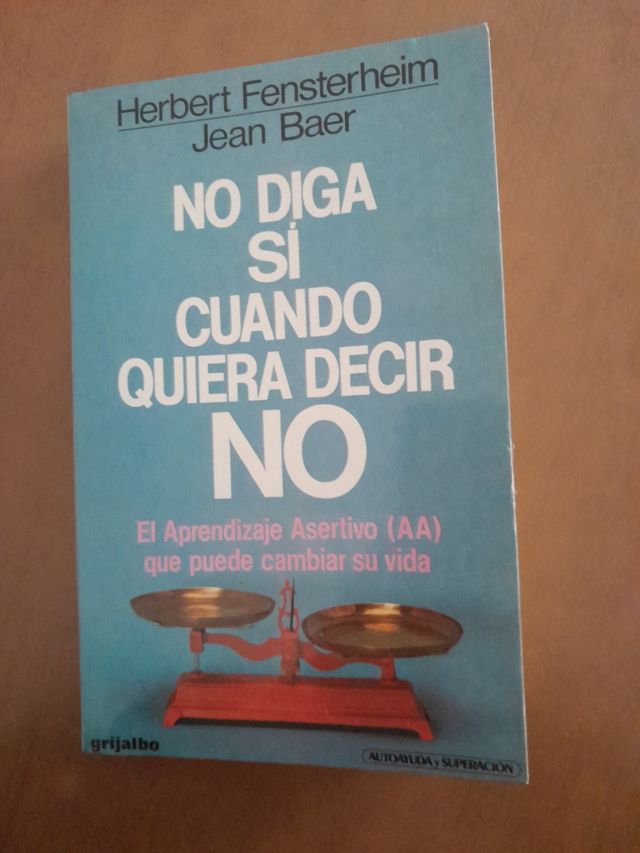 Herbert Fensterheim
Jean Baer
NO DIGA
SÍ
CUANDO
QUIERA DECIR
NO
El Aprendizaje Asertivo (AA)
que puede cambiar su vida
grijalbo
AUTOAYUDA y SUPERACION